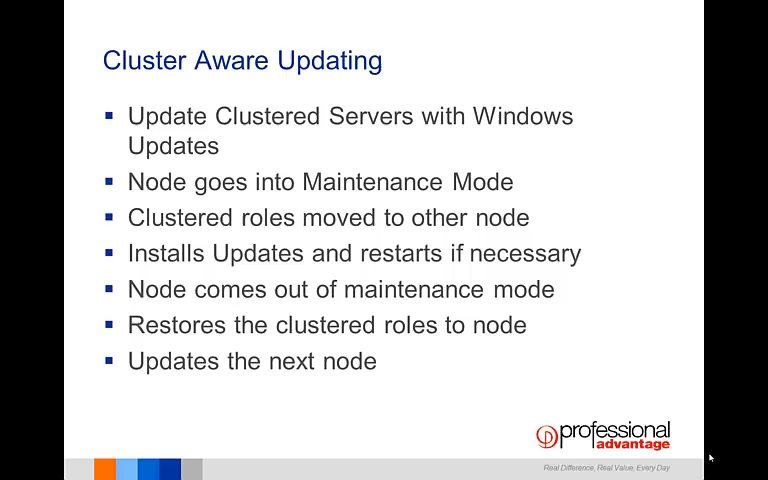 Cluster Aware Updating
Update Clustered Servers with Windows
Updates
Node goes into Maintenance Mode
Clustered roles moved to other node
Installs Updates and restarts if necessary
Node comes out of maintenance mode
Restores the clustered roles to node
Updates the next node
professional
advantage
Real Difference, Real Value, Every Day